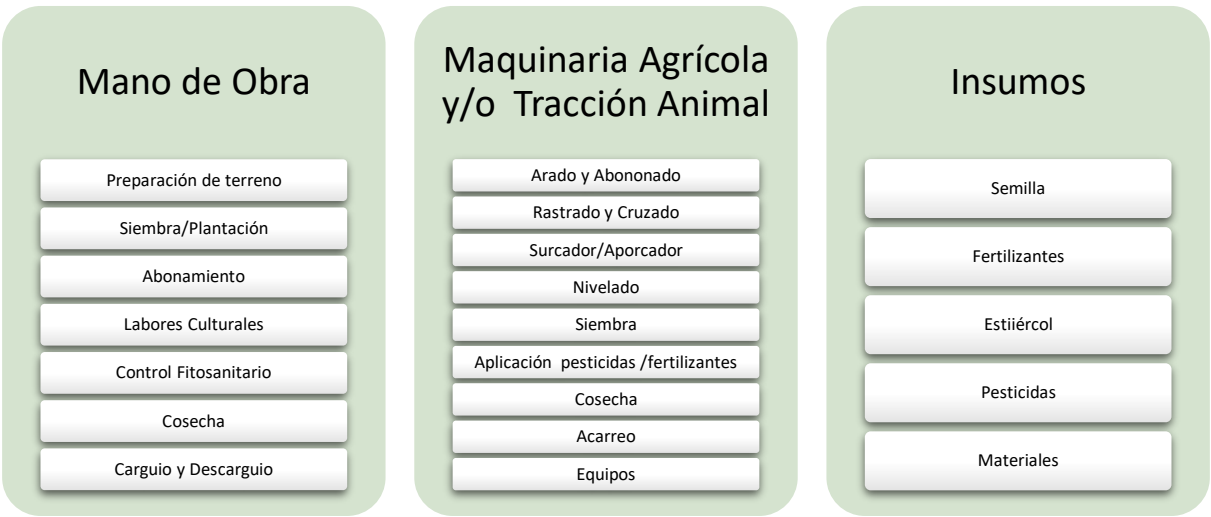 Mano de Obra
Preparación de terreno
Siembra/Plantación
Abonamiento
Labores Culturales
Control Fitosanitario
Cosecha
Carguio y Descarguio
Maquinaria Agrícola
y/o Tracción Animal
Arado y Abononado
Rastrado y Cruzado
Surcador/Aporcador
Nivelado
Siembra
Aplicación pesticidas /fertilizantes
Cosecha
Acarreo
Equipos
Insumos
Semilla
Fertilizantes
Estiiércol
Pesticidas
Materiales